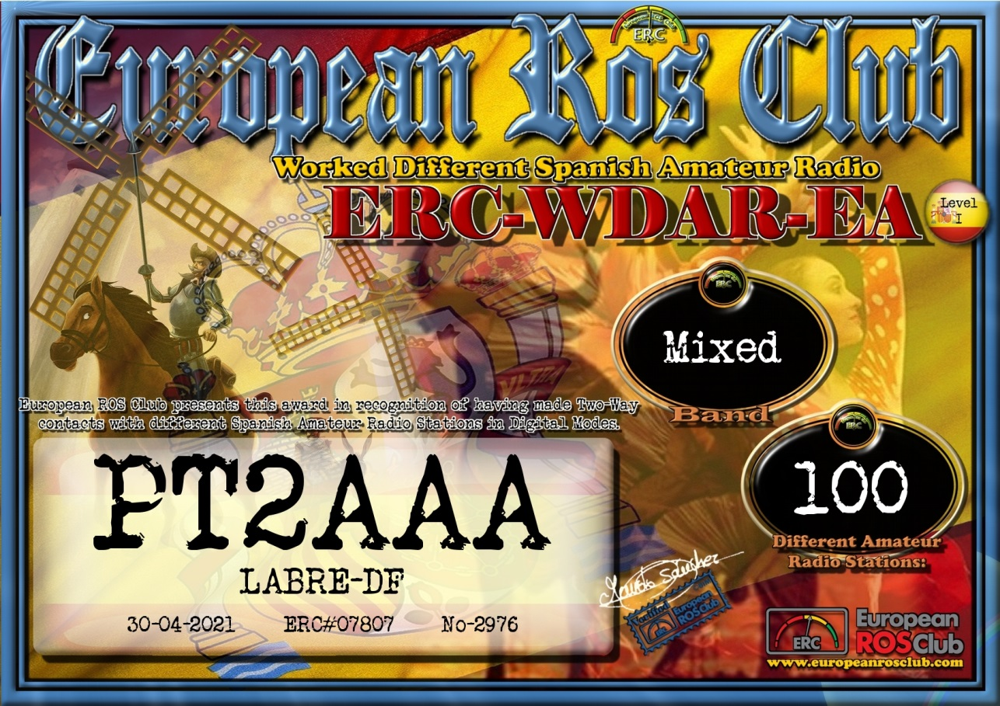 ERC
European Ros Club
Worked Different Spanish Amateur Radio
ERC-WDAR-EA
Level
I
ERC
Mixed
Band
European ROS Club presents this award in recognition of having made Two-Way
contacts with different Spanish Amateur Radio Stations in Digital Modes.
ERC
100
Different Amateur
Radio Stations:
PT2AAA
LABRE-DF
30-04-2021 ERC#07807 No-2976
European
ROSClub
ERC
European
ROSClub
www.europeanrosclub.com